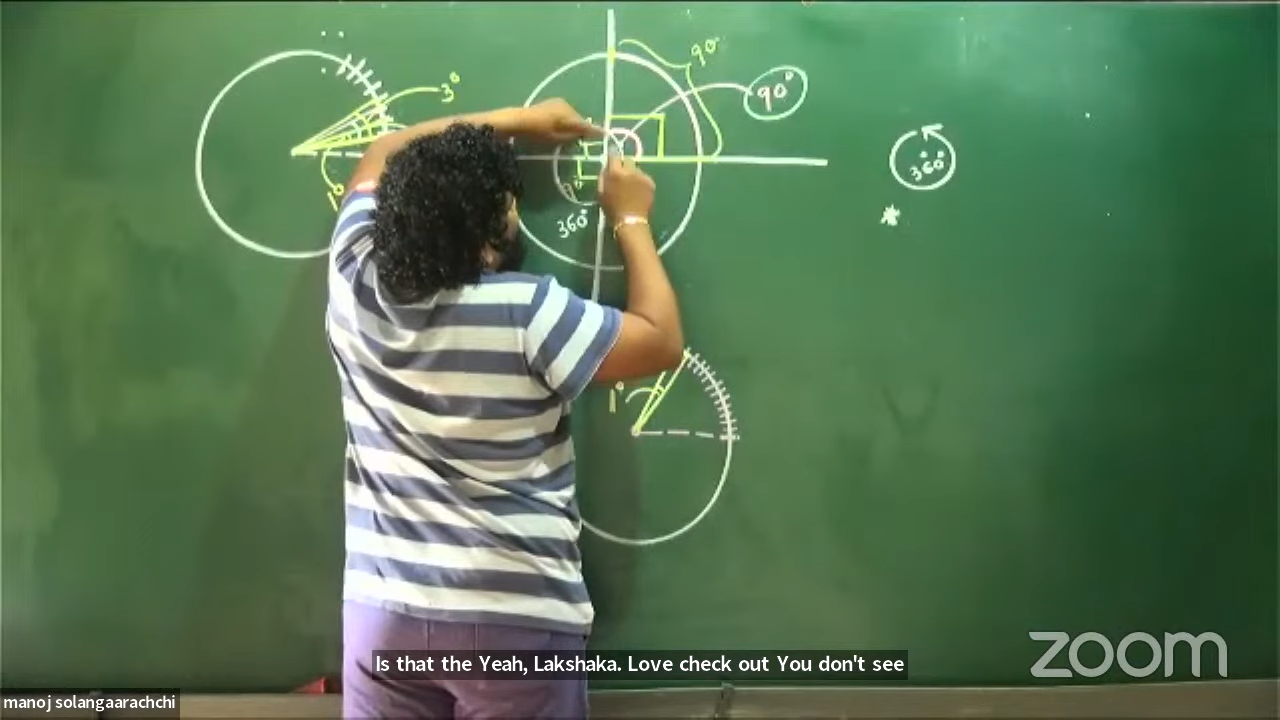 90°
3°
90°
360°
1°
360°
1°
Is that the Yeah, Lakshaka. Love check out You don't see
zoom
manoj solangaarachchi